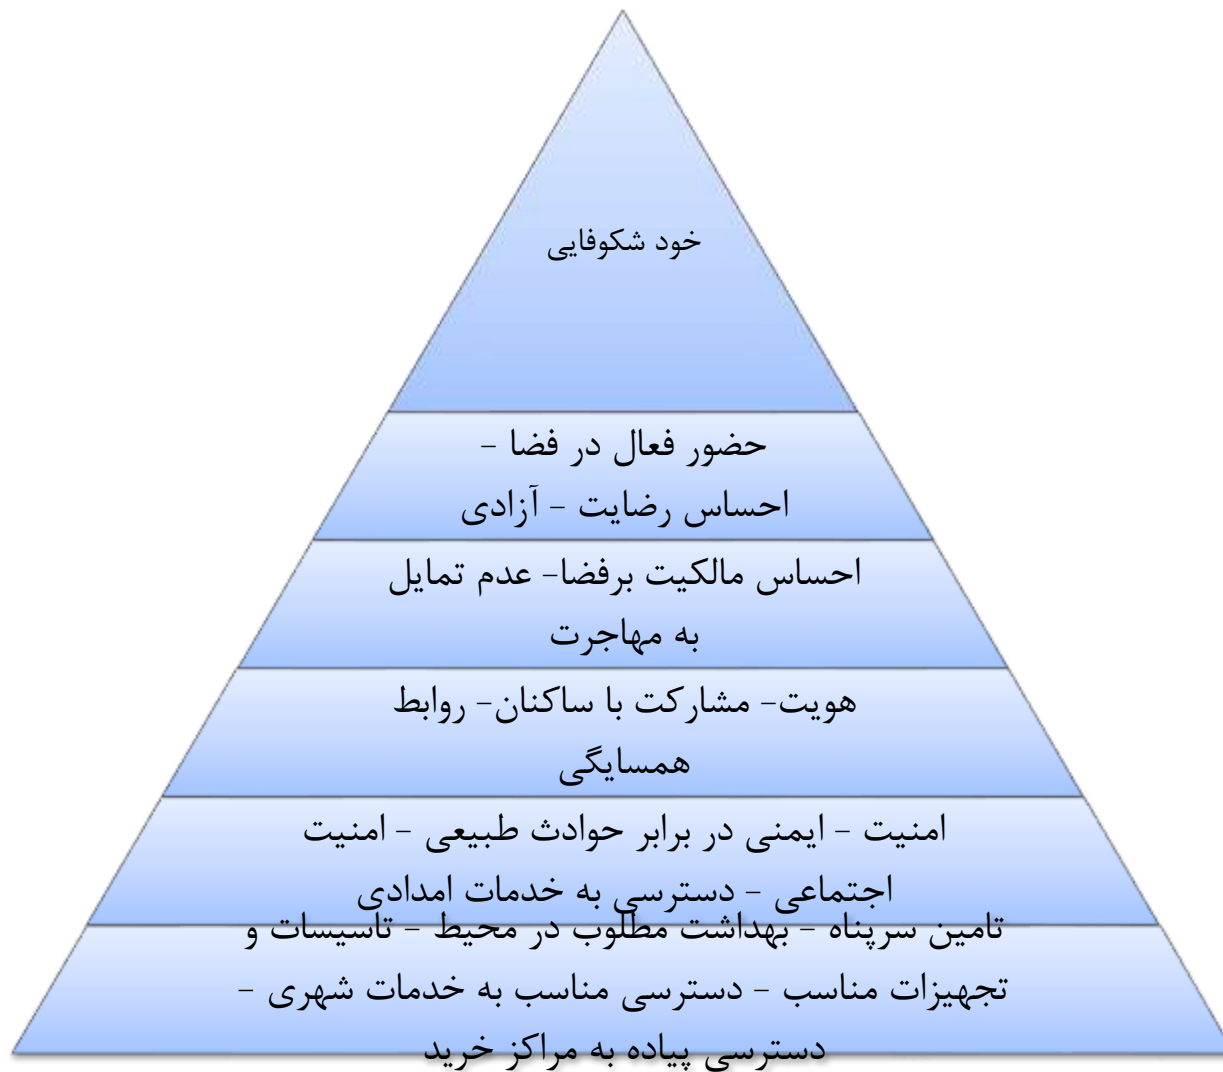 خود شکوفایی
حضور فعال در فضا –
احساس رضایت – آزادی
احساس مالکیت برفضا– عدم تمایل
به مهاجرت
هویت– مشارکت با ساکنان– روابط
همسایگی
امنیت – ایمنی در برابر حوادث طبیعی – امنیت
اجتماعی – دسترسی به خدمات امدادی
تامین سرپناه – بهداشت مطلوب در محیط – تاسیسات و
تجهیزات مناسب – دسترسی مناسب به خدمات شهری –
دسترسی پیاده به مراکز خرید